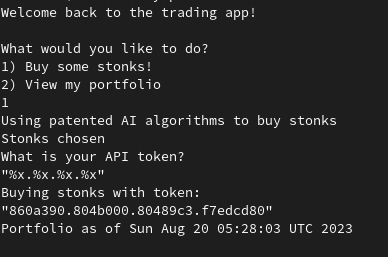 Welcome back to the trading app!
What would you like to do?
1) Buy some stonks!
2) View my portfolio
1
Using patented AI algorithms to buy stonks
Stonks chosen
What is your API token?
"%x.%x.%x.%x"
Buying stonks with token:
"860a390.804b000.80489c3.f7edcd80"
Portfolio as of Sun Aug 20 05:28:03 UTC 2023